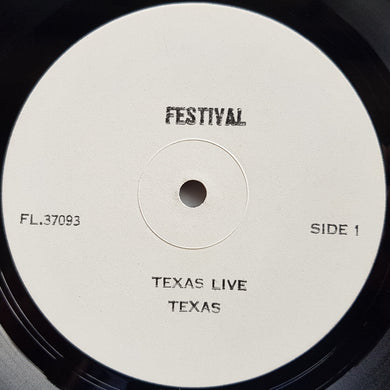 FESTIVAL
FL.37093
SIDE 1
TEXAS LIVE
TEXAS